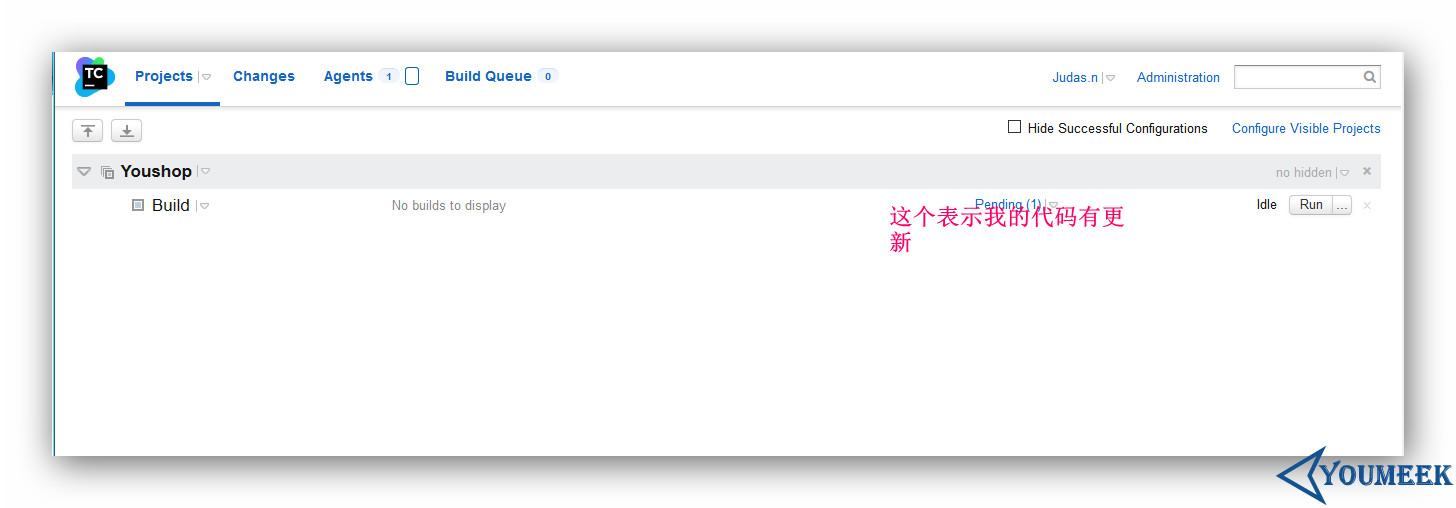 TC
Projects
Changes
Agents 1
Build Queue 0
Judas.n
Administration
Hide Successful Configurations
Configure Visible Projects
Youshop
no hidden
Build
No builds to display
Pending (1)
Idle
Run
...
这个表示我的代码有更
新
YOUMEEK